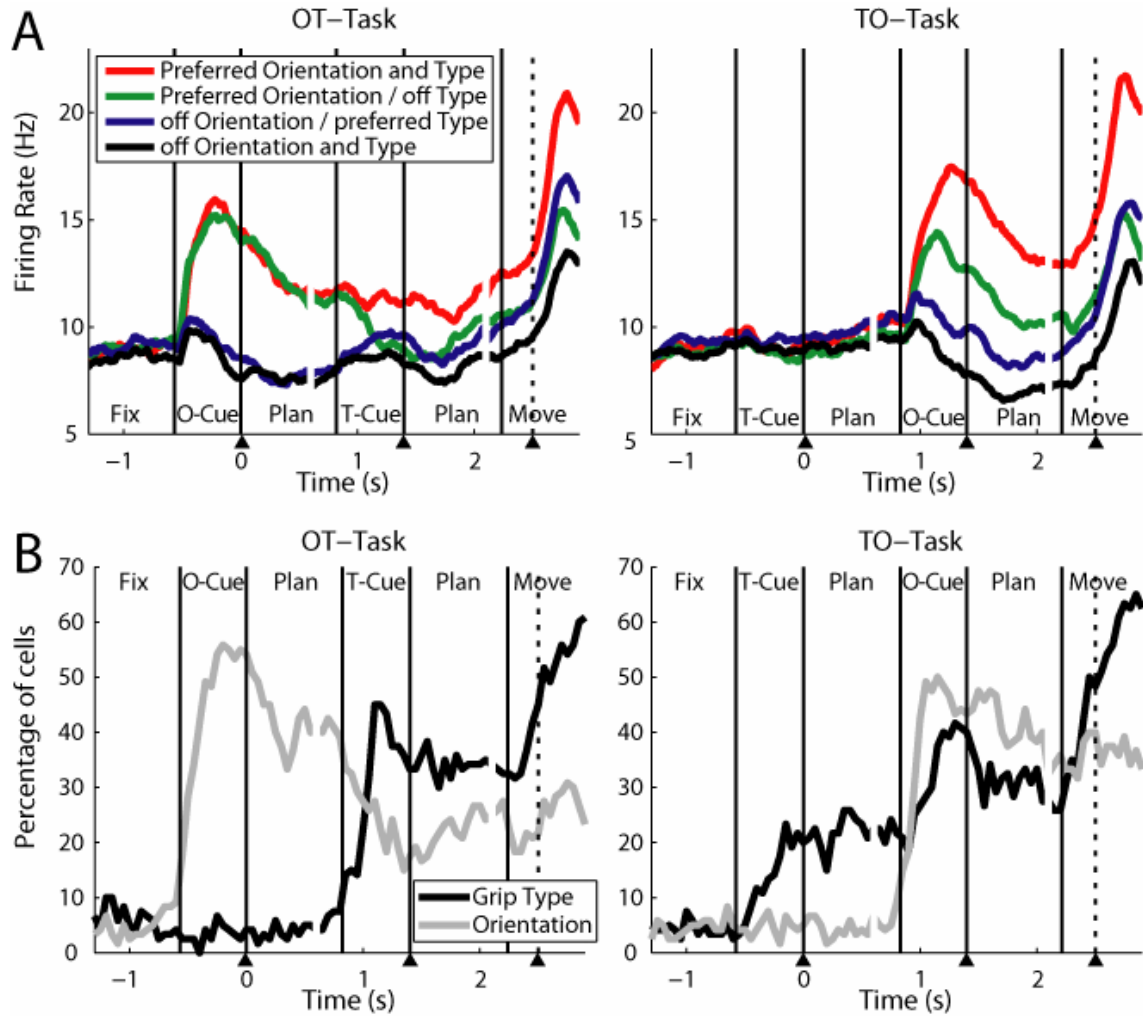 A
OT–Task
TO–Task
Preferred Orientation and Type
Preferred Orientation / off Type
off Orientation / preferred Type
off Orientation and Type
Firing Rate (Hz)
20
15
10
5
20
15
10
5
Fix O-Cue Plan T-Cue Plan Move
Fix T-Cue Plan O-Cue Plan Move
−1 0 1 2
−1 0 1 2
Time (s)
Time (s)
B
OT–Task
TO–Task
Fix O-Cue Plan T-Cue Plan Move
Fix T-Cue Plan O-Cue Plan Move
Percentage of cells
70
60
50
40
30
20
10
0
70
60
50
40
30
20
10
0
Grip Type
Orientation
−1 0 1 2
−1 0 1 2
Time (s)
Time (s)